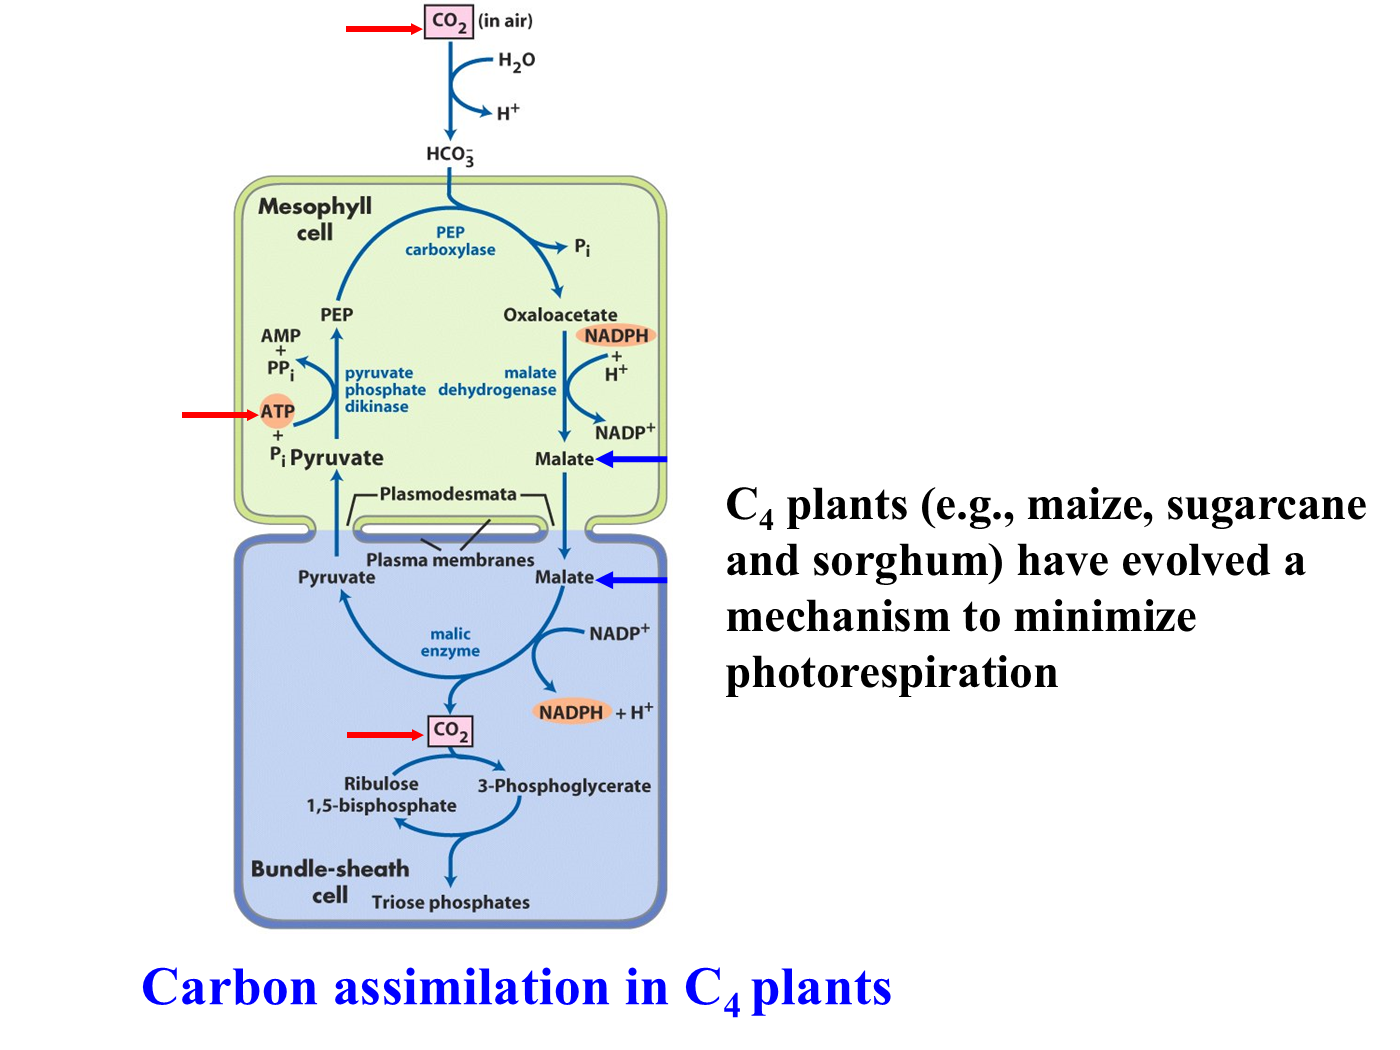 CO₂ (in air)
H₂O
H⁺
HCO₃⁻
Mesophyll
cell
PEP
carboxylase
Pᵢ
PEP
Oxaloacetate
NADPH
+
H⁺
AMP
+
PPᵢ
pyruvate
phosphate
dikinase
malate
dehydrogenase
ATP
+
Pᵢ
Pyruvate
NADP⁺
Malate
Plasmodesmata
Plasma membranes
Pyruvate
Malate
malic
enzyme
NADP⁺
NADPH + H⁺
CO₂
Ribulose
1,5-bisphosphate
3-Phosphoglycerate
Bundle-sheath
cell
Triose phosphates
C₄ plants (e.g., maize, sugarcane
and sorghum) have evolved a
mechanism to minimize
photorespiration
Carbon assimilation in C₄ plants